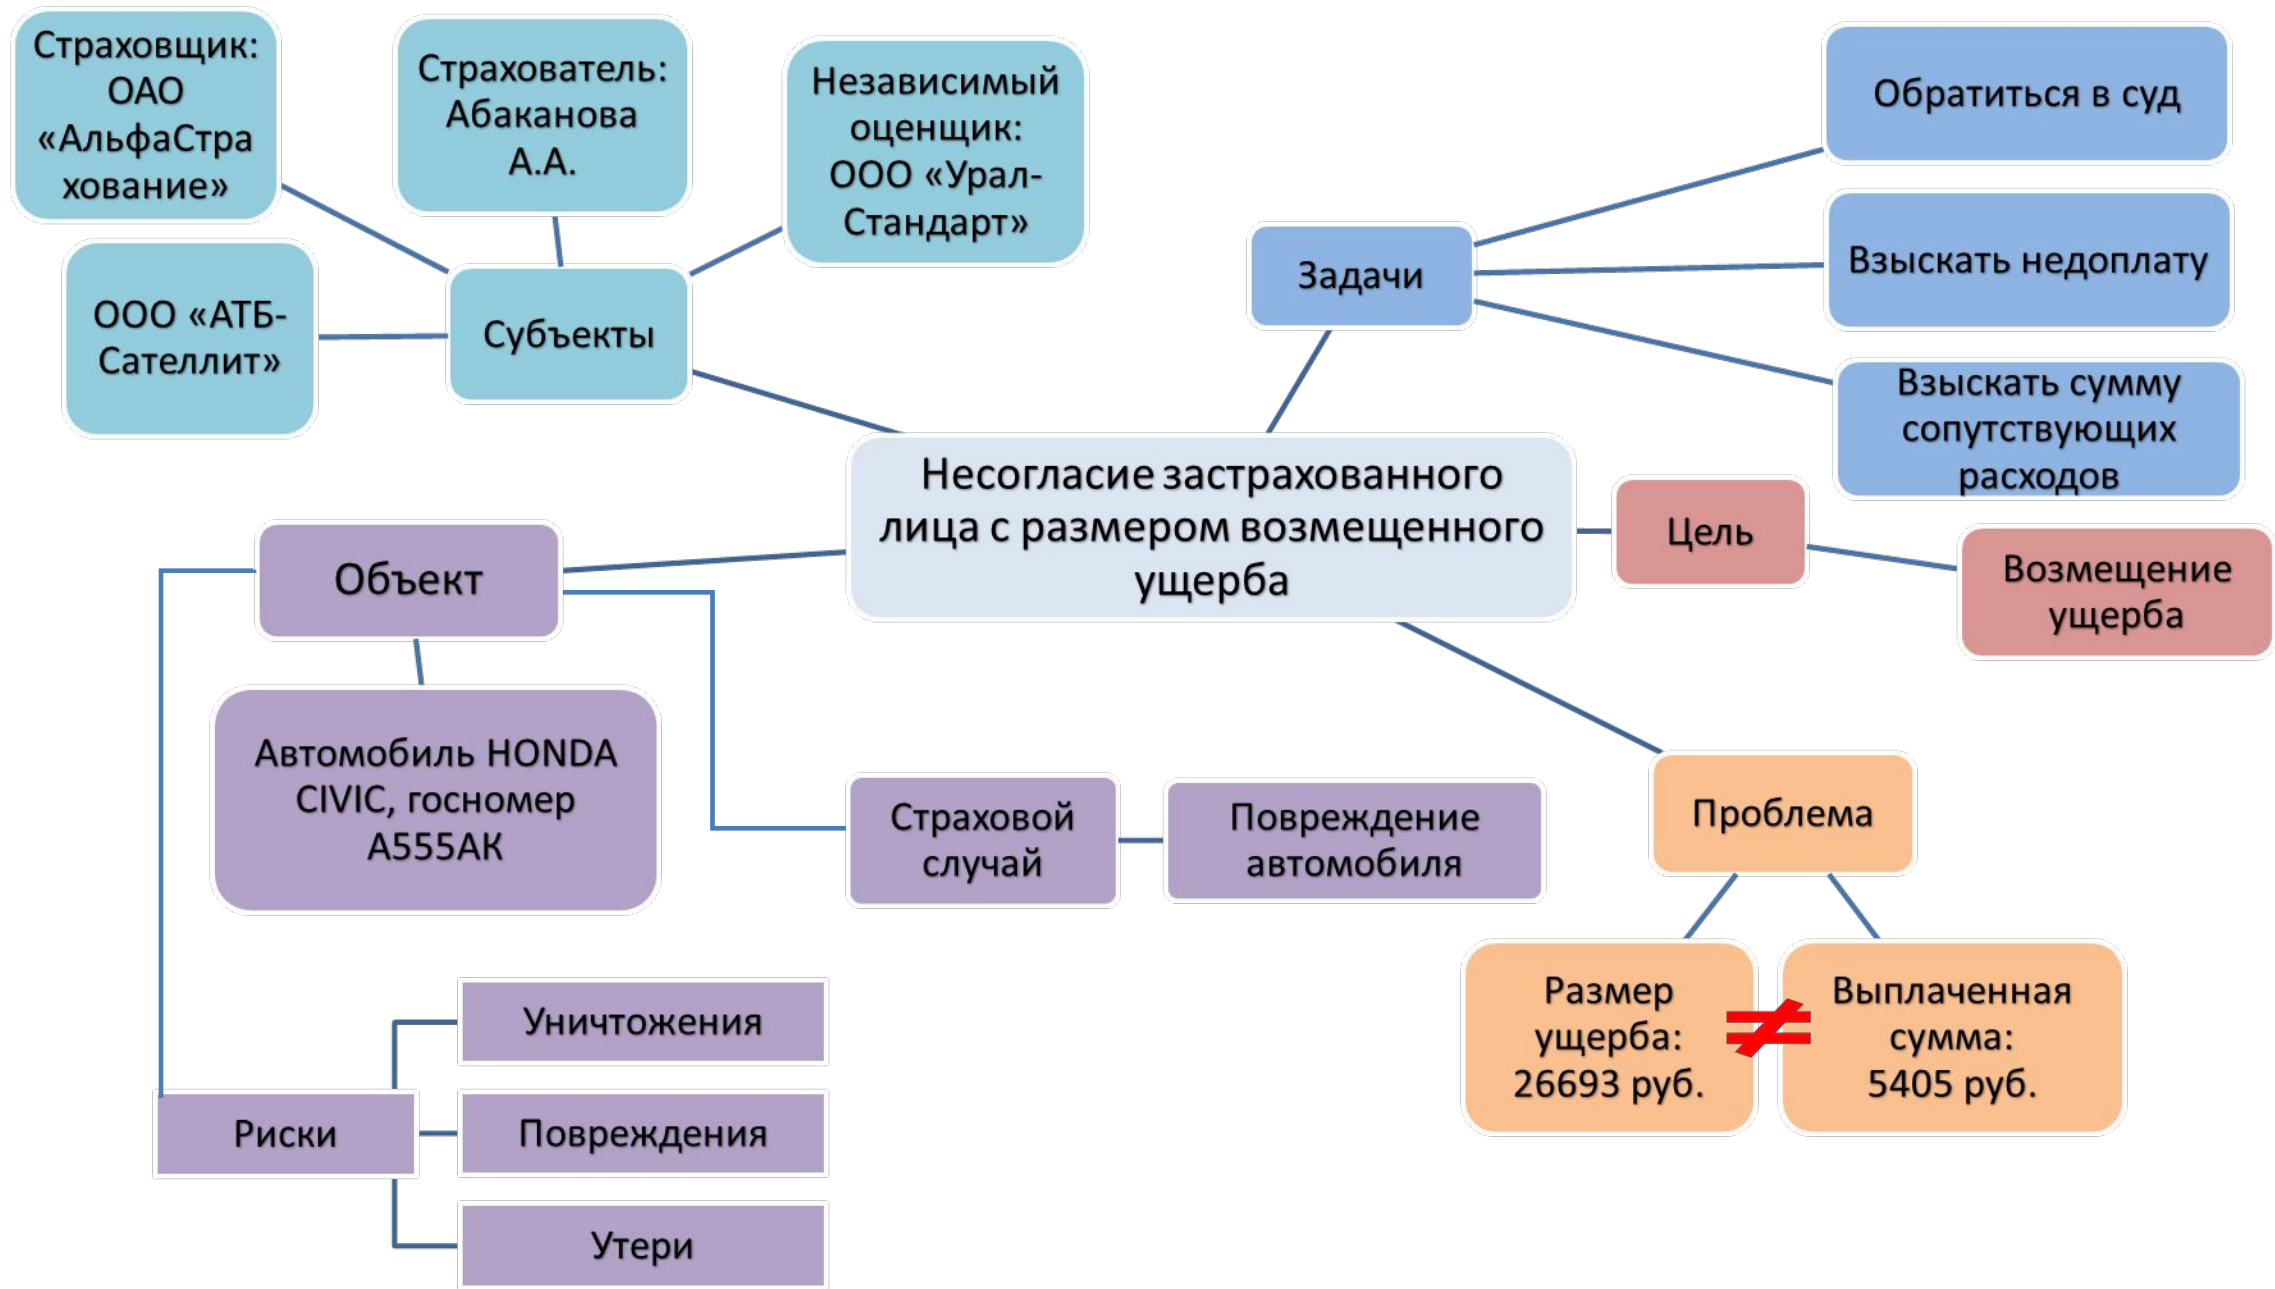 Страховщик:
ОАО
«АльфаСтра
хование»
Страхователь:
Абаканова
А.А.
Независимый
оценщик:
ООО «Урал-
Стандарт»
ООО «АТБ-
Сателлит»
Субъекты
Задачи
Обратиться в суд
Взыскать недоплату
Взыскать сумму
сопутствующих
расходов
Несогласие застрахованного
лица с размером возмещенного
ущерба
Цель
Возмещение
ущерба
Объект
Автомобиль HONDA
CIVIC, госномер
А555АК
Страховой
случай
Повреждение
автомобиля
Проблема
Размер
ущерба:
26693 руб.
≠
Выплаченная
сумма:
5405 руб.
Риски
Уничтожения
Повреждения
Утери